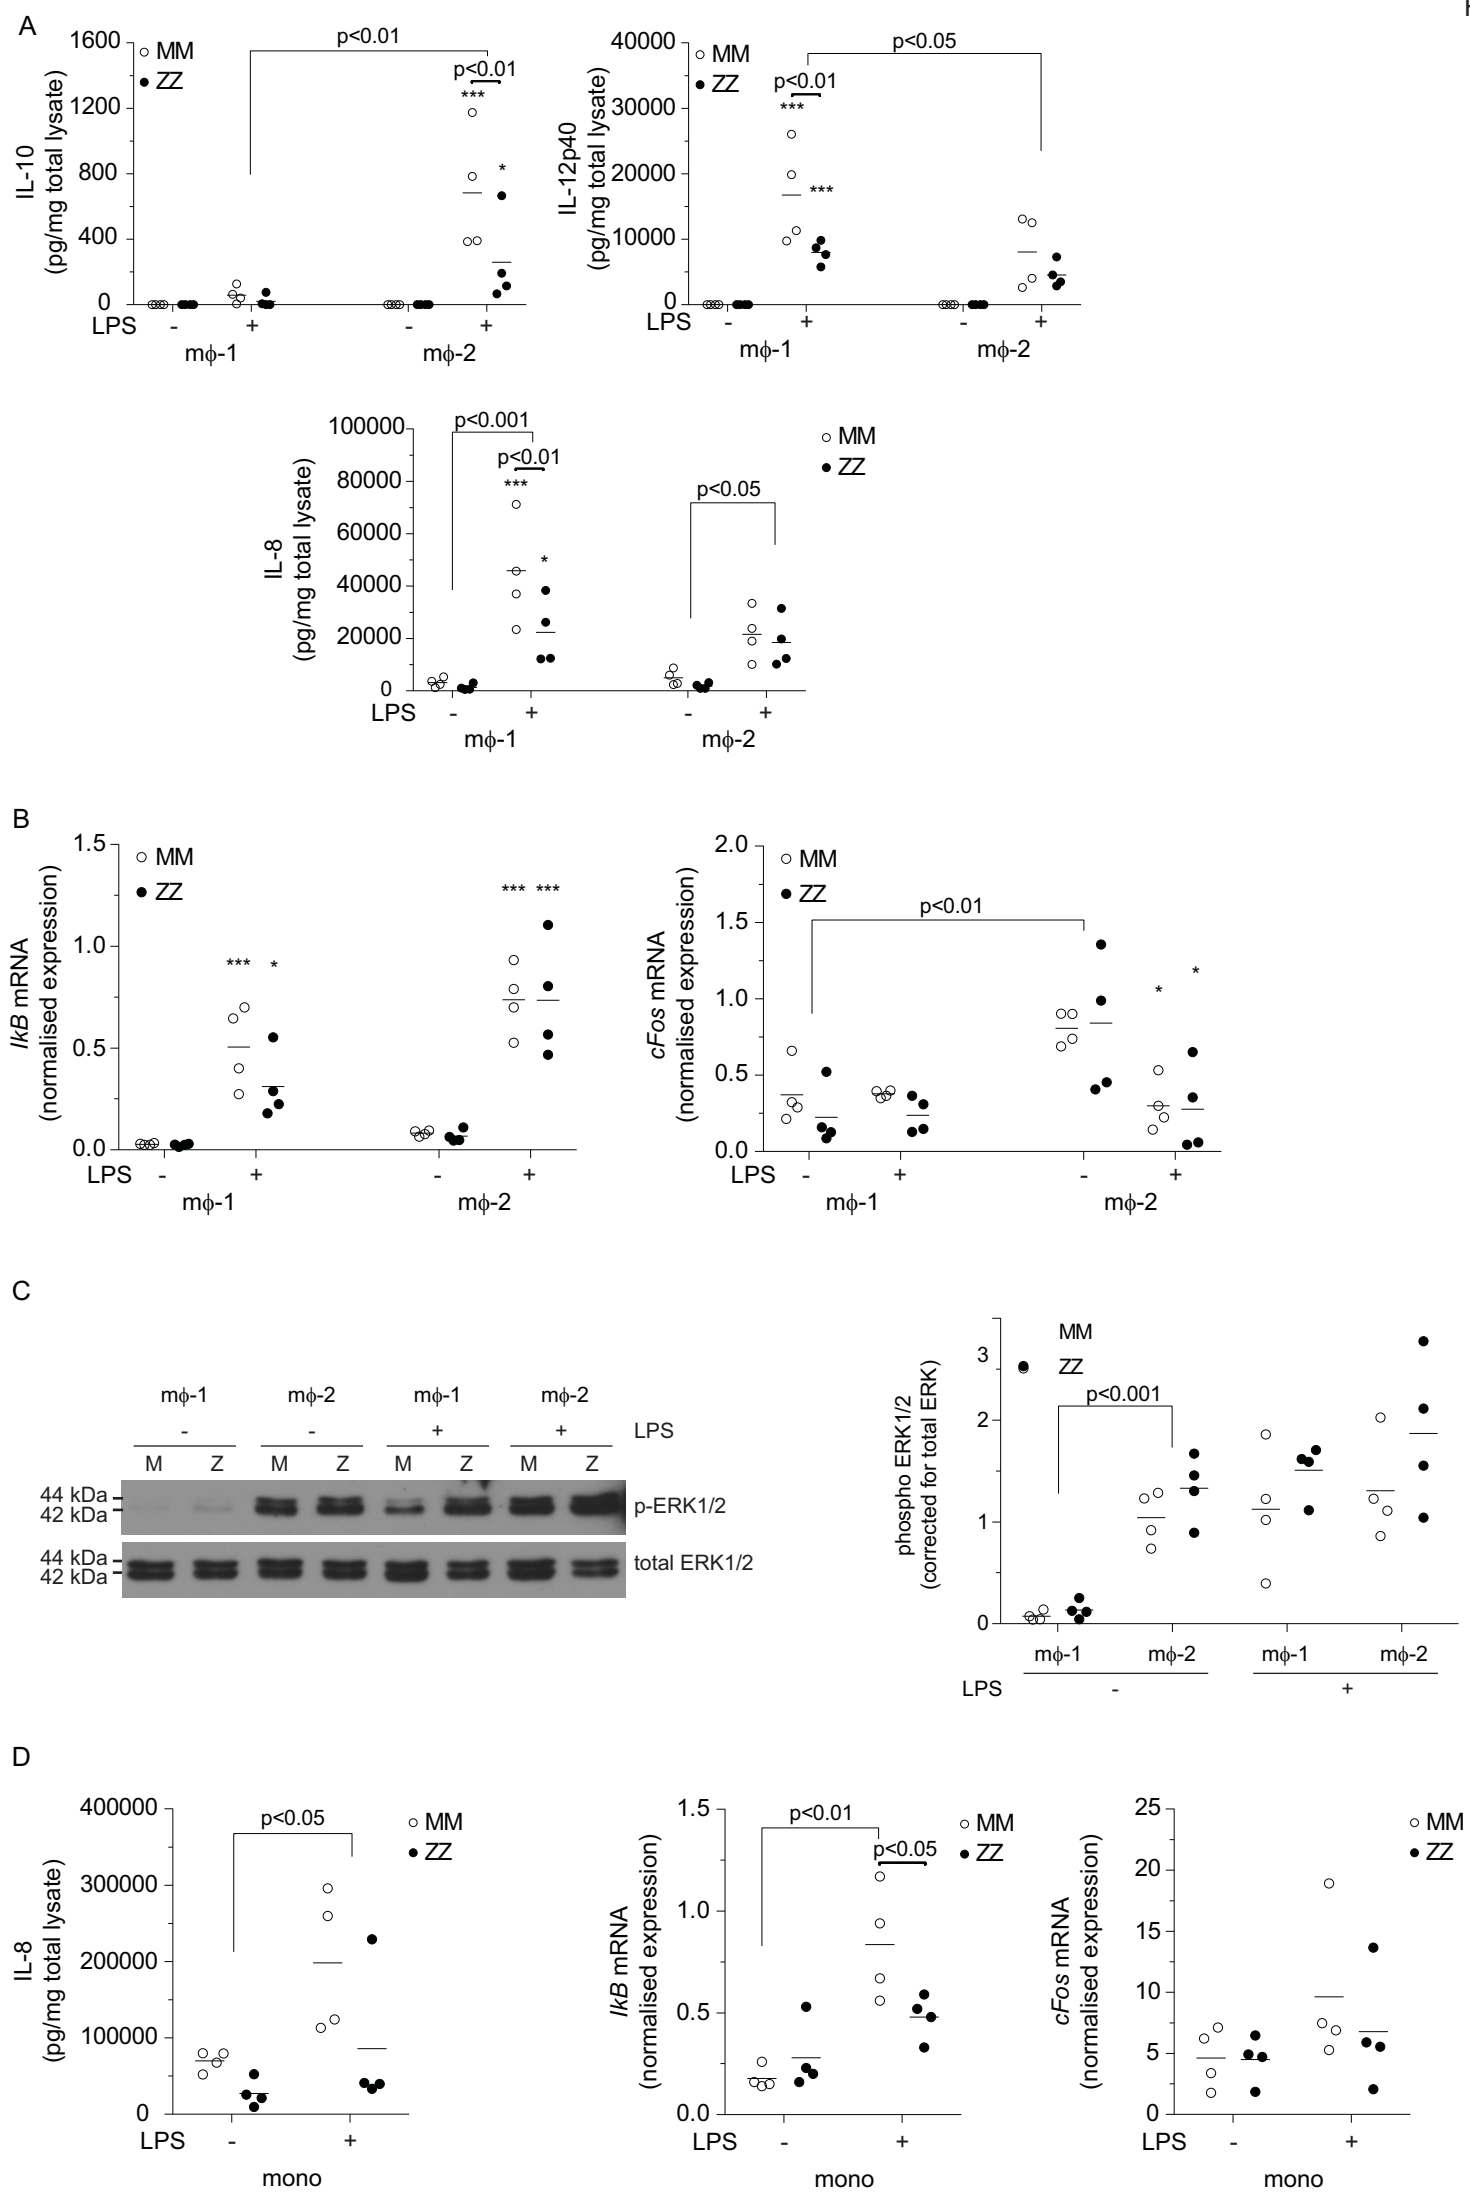 A
1600
1200
800
400
0
IL-10
(pg/mg total lysate)
MM
ZZ
p<0.01
p<0.01
***
*
LPS - + - +
mϕ-1 mϕ-2
40000
30000
20000
10000
0
IL-12p40
(pg/mg total lysate)
MM
ZZ
p<0.05
p<0.01
***
***
LPS - + - +
mϕ-1 mϕ-2
100000
80000
60000
40000
20000
0
IL-8
(pg/mg total lysate)
p<0.001
p<0.01
***
*
p<0.05
MM
ZZ
LPS - + - +
mϕ-1 mϕ-2
B
1.5
1.0
0.5
0.0
IkB mRNA
(normalised expression)
MM
ZZ
*** *
*** ***
LPS - + - +
mϕ-1 mϕ-2
2.0
1.5
1.0
0.5
0.0
cFos mRNA
(normalised expression)
MM
ZZ
p<0.01
*
*
LPS - + - +
mϕ-1 mϕ-2
C
mϕ-1 mϕ-2 mϕ-1 mϕ-2
- - + + LPS
M Z M Z M Z M Z
44 kDa
42 kDa
p-ERK1/2
44 kDa
42 kDa
total ERK1/2
3
2
1
0
phospho ERK1/2
(corrected for total ERK)
MM
ZZ
p<0.001
mϕ-1 mϕ-2 mϕ-1 mϕ-2
LPS - +
D
400000
300000
200000
100000
0
IL-8
(pg/mg total lysate)
p<0.05
MM
ZZ
LPS - +
mono
1.5
1.0
0.5
0.0
IkB mRNA
(normalised expression)
p<0.01
p<0.05
MM
ZZ
LPS - +
mono
25
20
15
10
5
0
cFos mRNA
(normalised expression)
MM
ZZ
LPS - +
mono